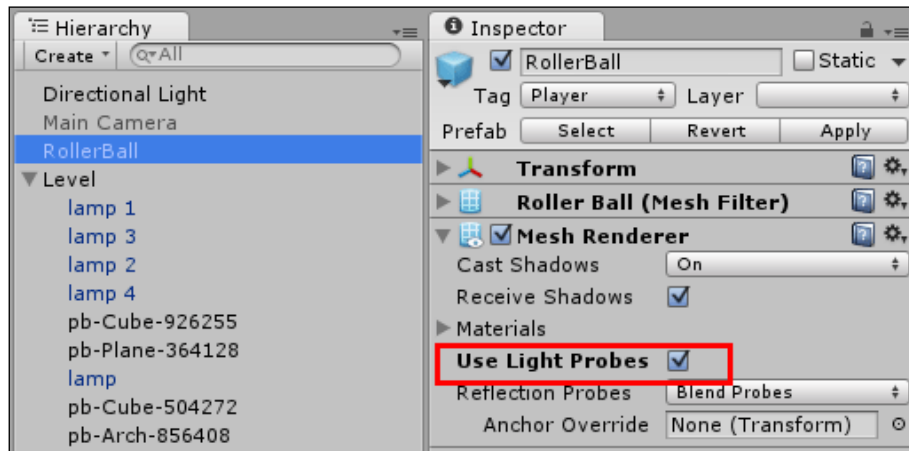 Hierarchy
Create All
Directional Light
Main Camera
RollerBall
Level
lamp 1
lamp 3
lamp 2
lamp 4
pb-Cube-926255
pb-Plane-364128
lamp
pb-Cube-504272
pb-Arch-856408
Inspector
RollerBall Static
Tag Player Layer
Prefab Select Revert Apply
Transform
Roller Ball (Mesh Filter)
Mesh Renderer
Cast Shadows On
Receive Shadows
Materials
Use Light Probes
Reflection Probes Blend Probes
Anchor Override None (Transform)